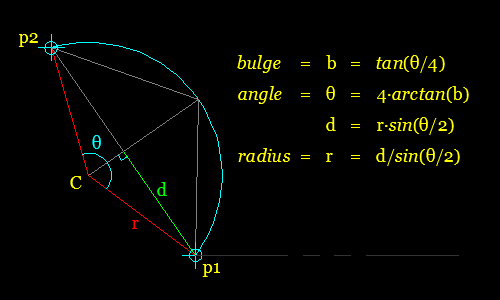 p2
bulge = b = tan(θ/4)
angle = θ = 4·arctan(b)
d = r·sin(θ/2)
radius = r = d/sin(θ/2)
θ
C
d
r
p1